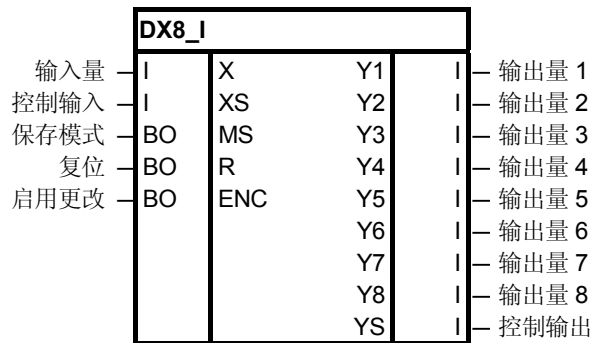 DX8_I
输入量 I X Y1 I 输出量 1
控制输入 I XS Y2 I 输出量 2
保存模式 BO MS Y3 I 输出量 3
复位 BO R Y4 I 输出量 4
启用更改 BO ENC Y5 I 输出量 5
Y6 I 输出量 6
Y7 I 输出量 7
Y8 I 输出量 8
YS I 控制输出